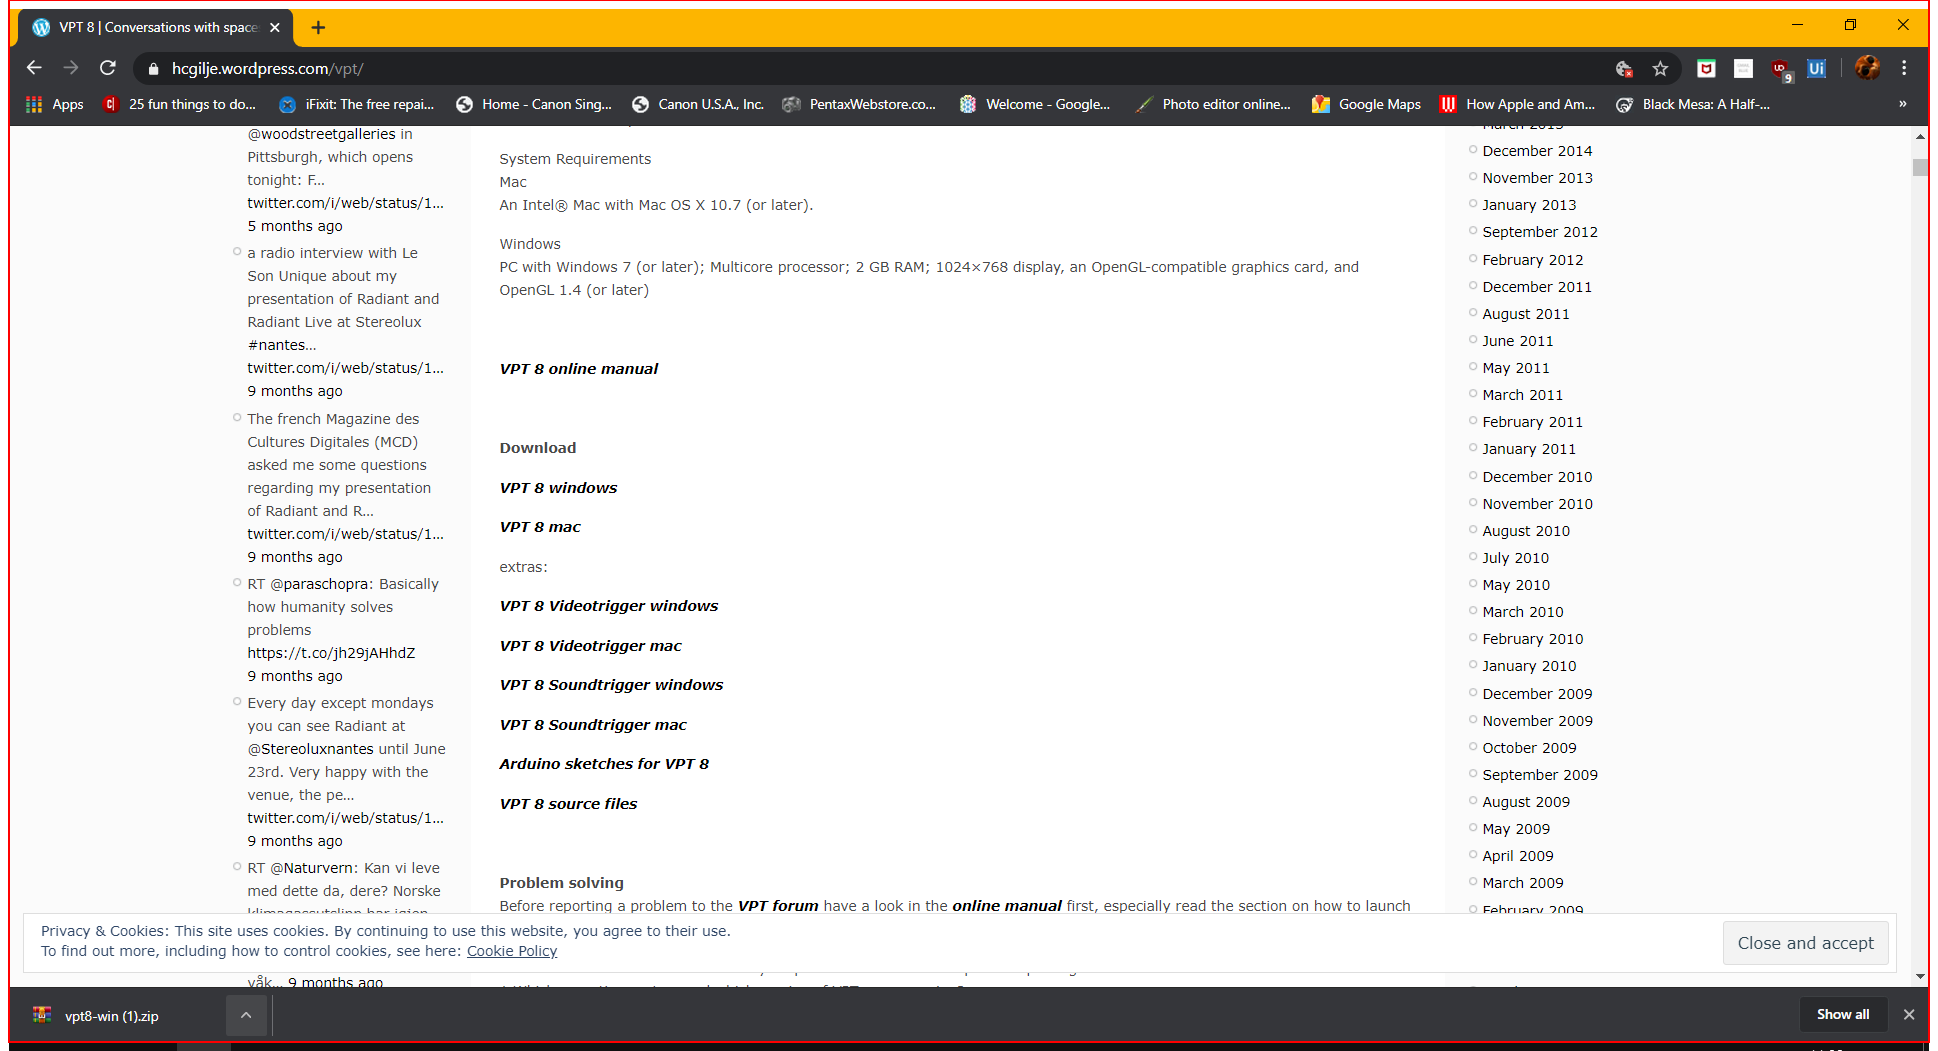 VPT 8 | Conversations with space
hcgilje.wordpress.com/vpt/
9
Apps
25 fun things to do...
iFixit: The free repai...
Home - Canon Sing...
Canon U.S.A., Inc.
PentaxWebstore.co...
Welcome - Google...
Photo editor online...
Google Maps
How Apple and Am...
Black Mesa: A Half-...
»
@woodstreetgalleries in
Pittsburgh, which opens
tonight: F...
twitter.com/i/web/status/1...
5 months ago
a radio interview with Le
Son Unique about my
presentation of Radiant and
Radiant Live at Stereolux
#nantes...
twitter.com/i/web/status/1...
9 months ago
The french Magazine des
Cultures Digitales (MCD)
asked me some questions
regarding my presentation
of Radiant and R...
twitter.com/i/web/status/1...
9 months ago
RT @paraschopra: Basically
how humanity solves
problems
https://t.co/jh29jAHhdZ
9 months ago
Every day except mondays
you can see Radiant at
@Stereoluxnantes until June
23rd. Very happy with the
venue, the pe...
twitter.com/i/web/status/1...
9 months ago
RT @Naturvern: Kan vi leve
med dette da, dere? Norske
våk... 9 months ago
System Requirements
Mac
An Intel® Mac with Mac OS X 10.7 (or later).
Windows
PC with Windows 7 (or later); Multicore processor; 2 GB RAM; 1024×768 display, an OpenGL-compatible graphics card, and
OpenGL 1.4 (or later)
VPT 8 online manual
Download
VPT 8 windows
VPT 8 mac
extras:
VPT 8 Videotrigger windows
VPT 8 Videotrigger mac
VPT 8 Soundtrigger windows
VPT 8 Soundtrigger mac
Arduino sketches for VPT 8
VPT 8 source files
Problem solving
Before reporting a problem to the VPT forum have a look in the online manual first, especially read the section on how to launch
December 2014
November 2013
January 2013
September 2012
February 2012
December 2011
August 2011
June 2011
May 2011
March 2011
February 2011
January 2011
December 2010
November 2010
August 2010
July 2010
May 2010
March 2010
February 2010
January 2010
December 2009
November 2009
October 2009
September 2009
August 2009
May 2009
April 2009
March 2009
February 2009
Privacy & Cookies: This site uses cookies. By continuing to use this website, you agree to their use.
To find out more, including how to control cookies, see here: Cookie Policy
Close and accept
vpt8-win (1).zip
Show all